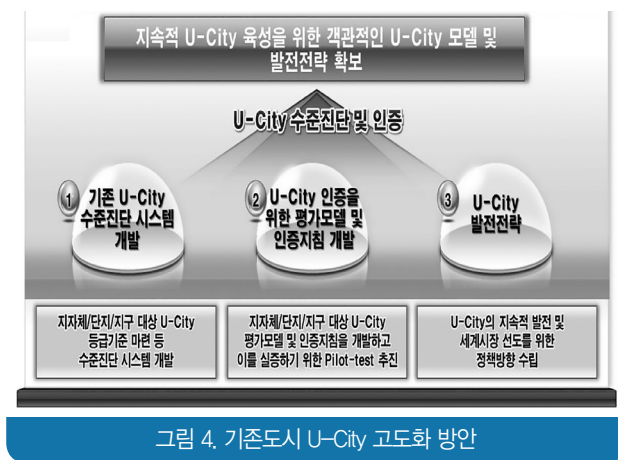 지속적 U-City 육성을 위한 객관적인 U-City 모델 및
발전전략 확보
U-City 수준진단 및 인증
1 기존 U-City
수준진단 시스템
개발
2 U-City 인증을
위한 평가모델 및
인증지침 개발
3 U-City
발전전략
지자체/단지/지구 대상 U-City
등급기준 마련 등
수준진단 시스템 개발
지자체/단지/지구 대상 U-City
평가모델 및 인증지침을 개발하고
이를 실증하기 위한 Pilot-test 추진
U-City의 지속적 발전 및
세계시장 선도를 위한
정책방향 수립
그림 4. 기존도시 U-City 고도화 방안